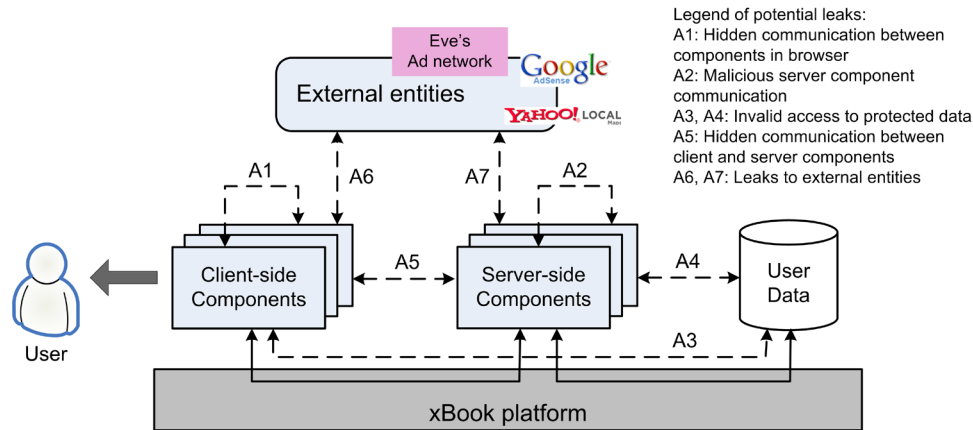 Legend of potential leaks:
A1: Hidden communication between
components in browser
A2: Malicious server component
communication
A3, A4: Invalid access to protected data
A5: Hidden communication between
client and server components
A6, A7: Leaks to external entities
Eve's
Ad network
Google
AdSense
External entities
YAHOO! LOCAL
Maps
A1
A6
A7
A2
Client-side
Components
A5
Server-side
Components
A4
User
Data
User
A3
xBook platform